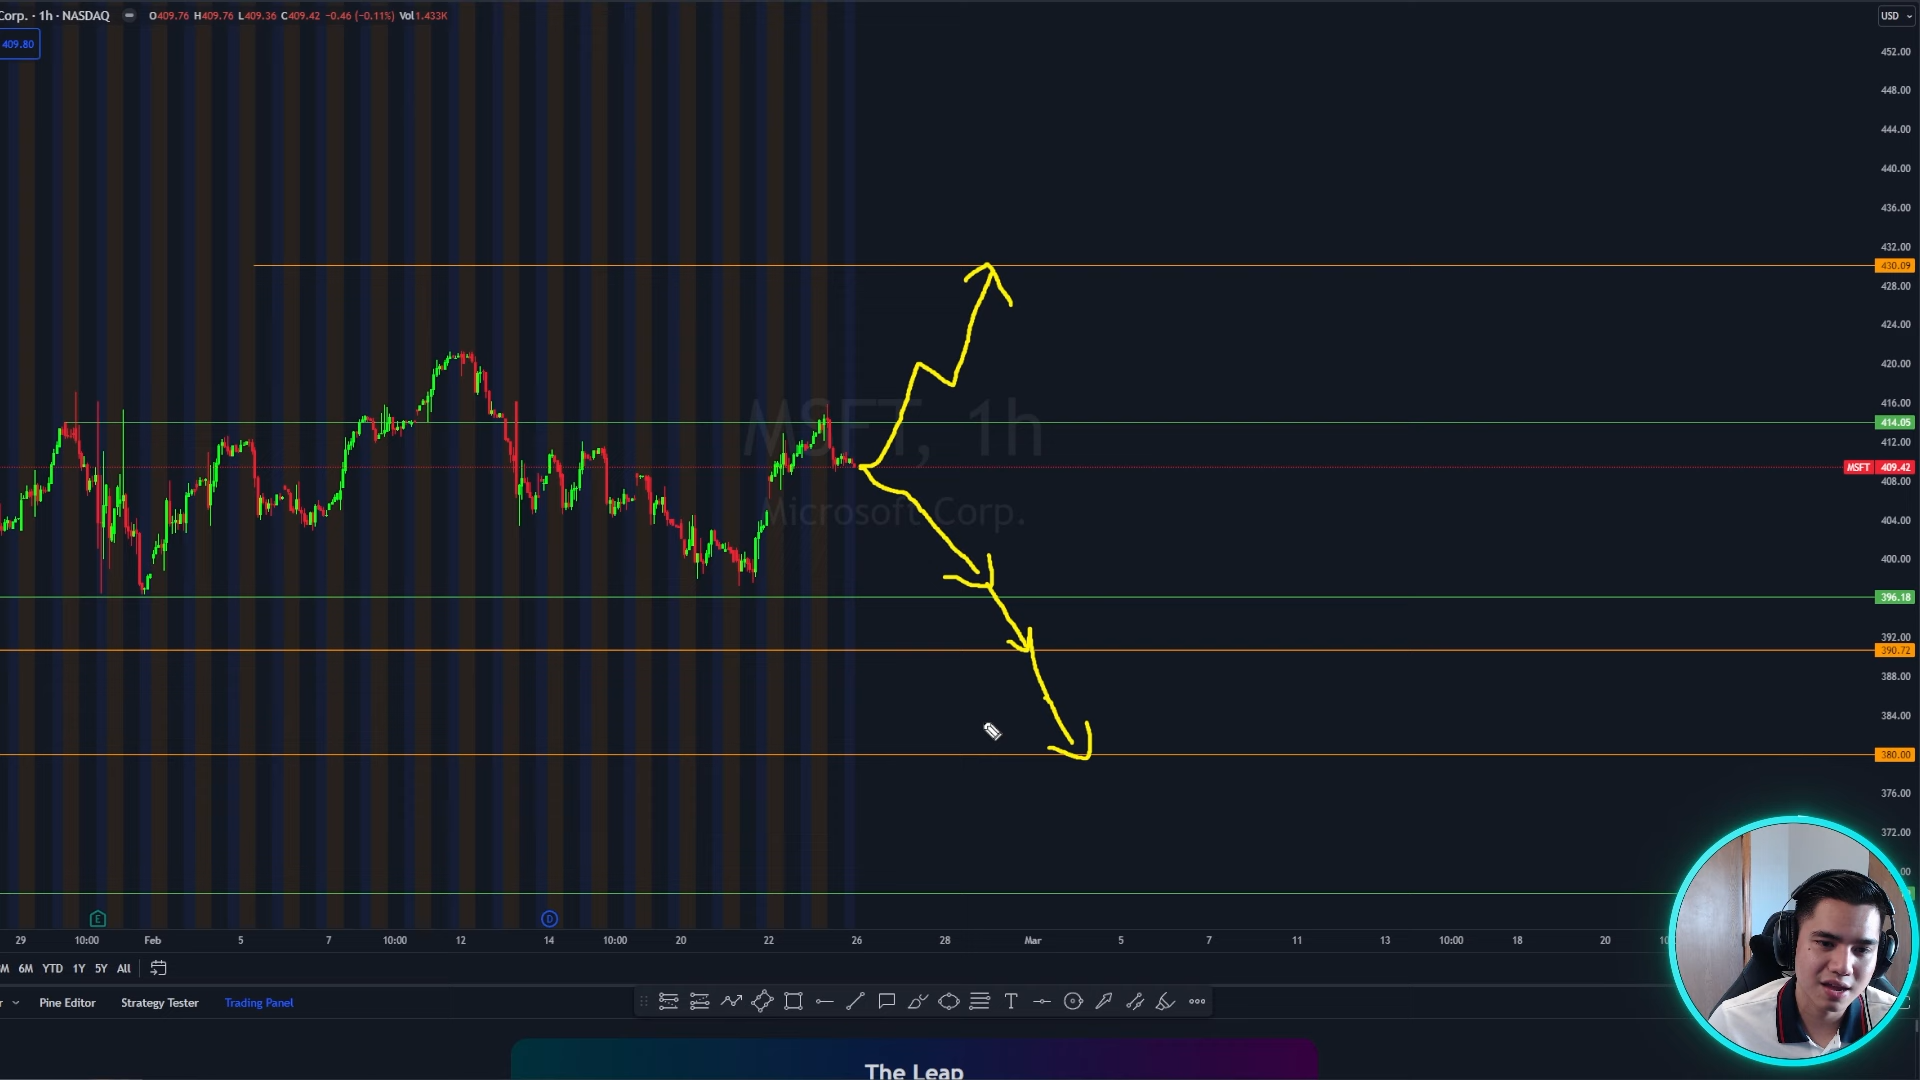 Corp. · 1h · NASDAQ O409.76 H409.76 L409.36 C409.42 −0.46 (−0.11%) Vol1.433K
USD
409.80
452.00
448.00
444.00
440.00
436.00
432.00
430.09
428.00
424.00
420.00
416.00
414.05
412.00
MSFT 409.42
408.00
404.00
400.00
396.18
392.00
390.72
388.00
384.00
380.00
376.00
372.00
MSFT, 1h
Microsoft Corp.
E
D
29 10:00 Feb 5 7 10:00 12 14 10:00 20 22 26 28 Mar 5 7 11 13 10:00 18 20
6M YTD 1Y 5Y All
Pine Editor Strategy Tester Trading Panel
The Leap